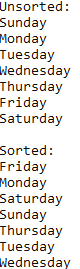 Unsorted:
Sunday
Monday
Tuesday
Wednesday
Thursday
Friday
Saturday

Sorted:
Friday
Monday
Saturday
Sunday
Thursday
Tuesday
Wednesday